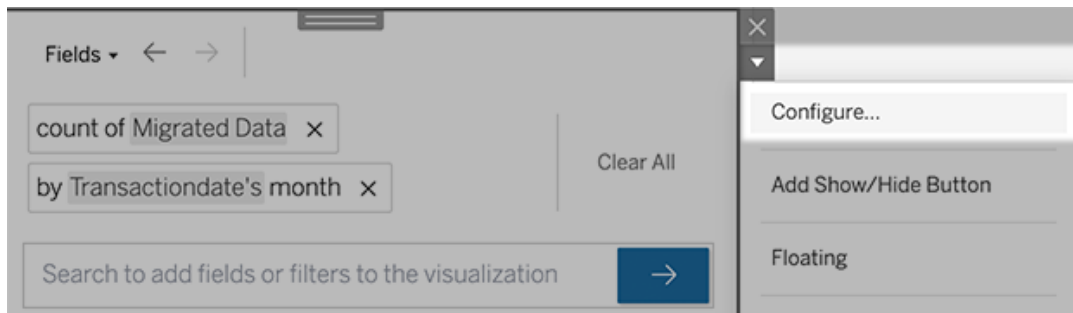 Fields
count of Migrated Data
by Transactiondate's month
Clear All
Search to add fields or filters to the visualization
Configure...
Add Show/Hide Button
Floating